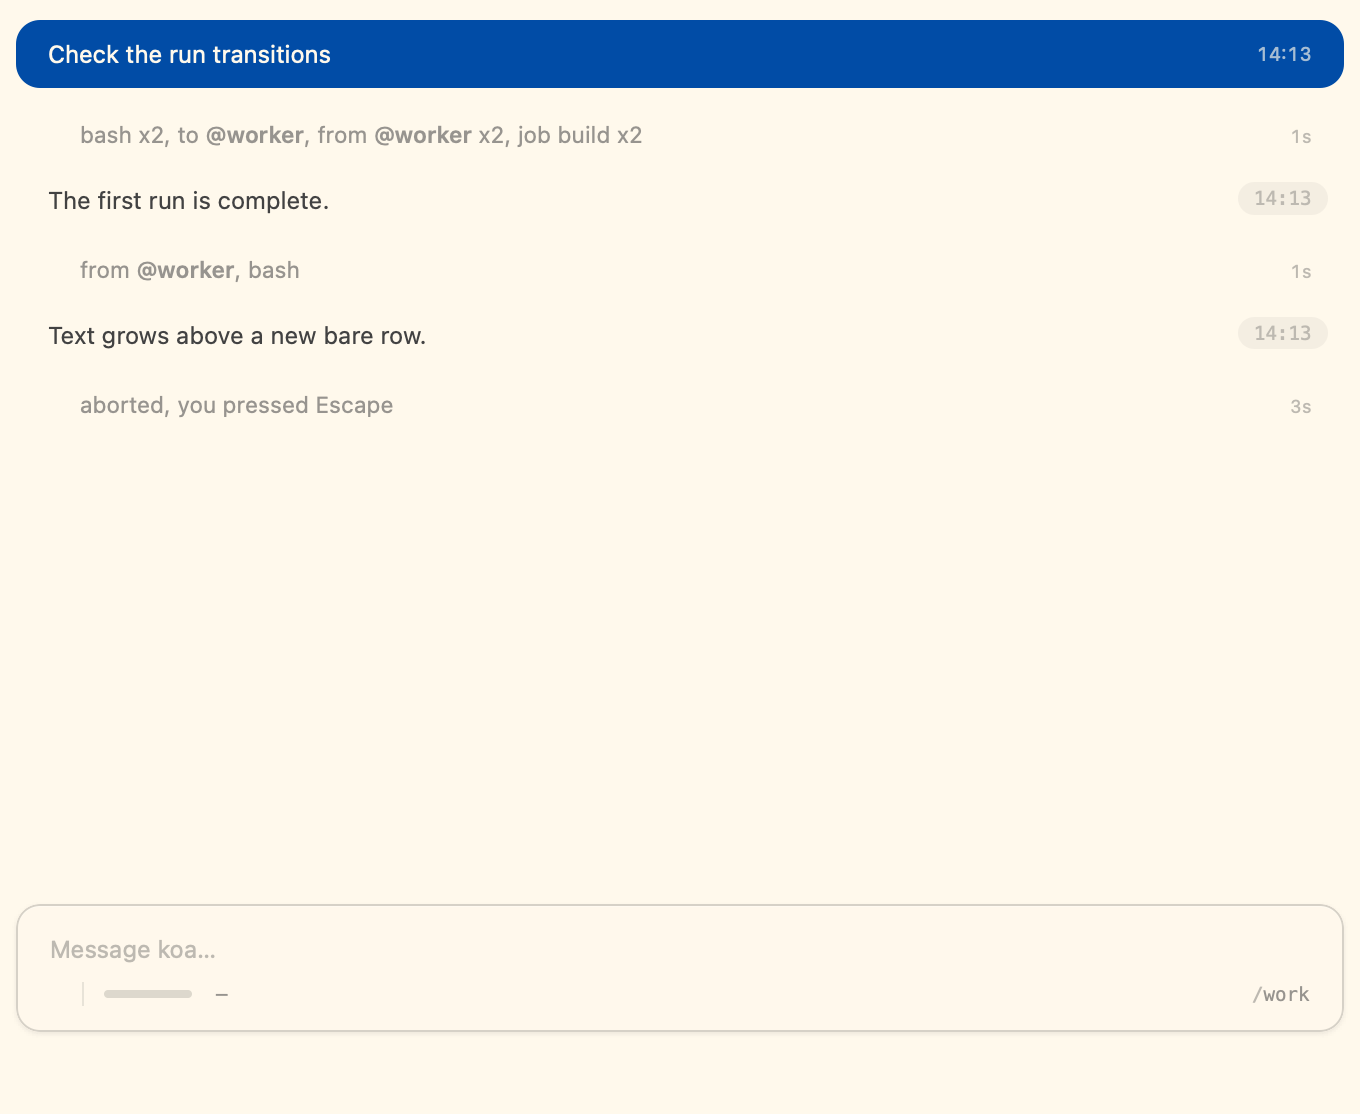 Check the run transitions 14:13
bash x2, to @worker, from @worker x2, job build x2 1s
The first run is complete. 14:13
from @worker, bash 1s
Text grows above a new bare row. 14:13
aborted, you pressed Escape 3s
Message koa...
– /work